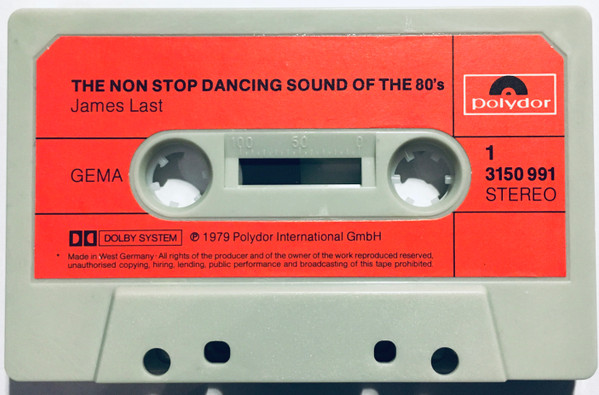 THE NON STOP DANCING SOUND OF THE 80's
James Last
polydor
100 50 0
GEMA
1
3150 991
STEREO
DOLBY SYSTEM ℗ 1979 Polydor International GmbH
* Made in West Germany · All rights of the producer and of the owner of the work reproduced reserved,
unauthorised copying, hiring, lending, public performance and broadcasting of this tape prohibited.